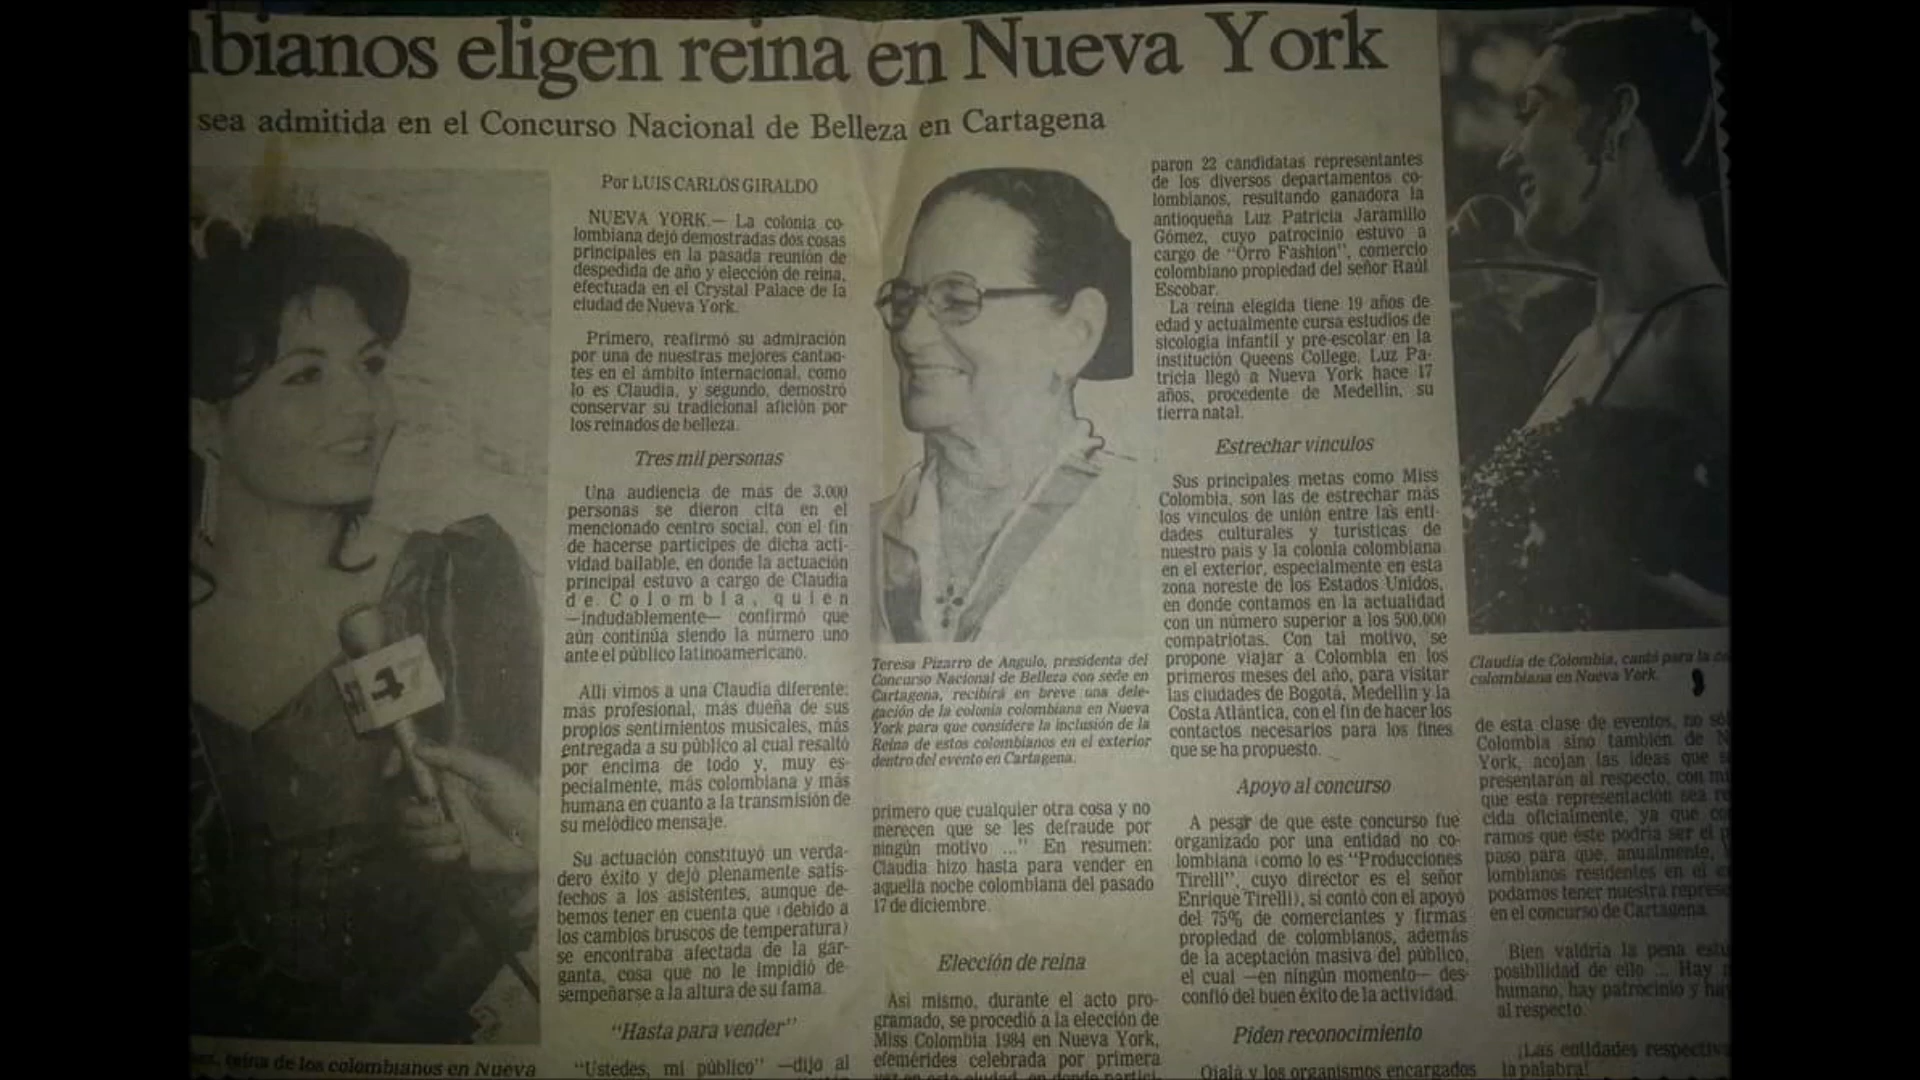 bianos eligen reina en Nueva York
sea admitida en el Concurso Nacional de Belleza en Cartagena
reina de los colombianos en Nueva
Por LUIS CARLOS GIRALDO
NUEVA YORK.— La colonia co-
lombiana dejó demostradas dos cosas
principales en la pasada reunión de
despedida de año y elección de reina,
efectuada en el Crystal Palace de la
ciudad de Nueva York.
Primero, reafirmó su admiración
por una de nuestras mejores cantan-
tes en el ámbito internacional, como
lo es Claudia, y segundo, demostró
conservar su tradicional afición por
los reinados de belleza.
Tres mil personas
Una audiencia de más de 3.000
personas se dieron cita en el
mencionado centro social, con el fin
de hacerse partícipes de dicha acti-
vidad bailable, en donde la actuación
principal estuvo a cargo de Claudia
de Colombia, quien
—indudablemente— confirmó que
aún continúa siendo la número uno
ante el público latinoamericano.
Allí vimos a una Claudia diferente:
más profesional, más dueña de sus
propios sentimientos musicales, más
entregada a su público al cual resaltó
por encima de todo y, muy es-
pecialmente, más colombiana y más
humana en cuanto a la transmisión de
su melódico mensaje.
Su actuación constituyó un verda-
dero éxito y dejó plenamente satis-
fechos a los asistentes, aunque de-
bemos tener en cuenta que (debido a
los cambios bruscos de temperatura)
se encontraba afectada de la gar-
ganta, cosa que no le impidió de-
sempeñarse a la altura de su fama.
"Hasta para vender"
"Ustedes, mi público" —dijo al
Teresa Pizarro de Angulo, presidenta del
Concurso Nacional de Belleza con sede en
Cartagena, recibirá en breve una dele-
gación de la colonia colombiana en Nueva
York para que considere la inclusión de la
Reina de estos colombianos en el exterior
dentro del evento en Cartagena.
primero que cualquier otra cosa y no
merecen que se les defraude por
ningún motivo ..." En resumen:
Claudia hizo hasta para vender en
aquella noche colombiana del pasado
17 de diciembre.
Elección de reina
Así mismo, durante el acto pro-
gramado, se procedió a la elección de
Miss Colombia 1984 en Nueva York,
efemérides celebrada por primera
vez en esta ciudad, en donde partici-
paron 22 candidatas representantes
de los diversos departamentos co-
lombianos, resultando ganadora la
antioqueña Luz Patricia Jaramillo
Gómez, cuyo patrocinio estuvo a
cargo de "Orro Fashion", comercio
colombiano propiedad del señor Raúl
Escobar.
La reina elegida tiene 19 años de
edad y actualmente cursa estudios de
sicología infantil y pre-escolar en la
institución Queens College. Luz Pa-
tricia llegó a Nueva York hace 17
años, procedente de Medellín, su
tierra natal.
Estrechar vínculos
Sus principales metas como Miss
Colombia, son las de estrechar más
los vínculos de unión entre las enti-
dades culturales y turísticas de
nuestro país y la colonia colombiana
en el exterior, especialmente en esta
zona noreste de los Estados Unidos,
en donde contamos en la actualidad
con un número superior a los 500.000
compatriotas. Con tal motivo, se
propone viajar a Colombia en los
primeros meses del año, para visitar
las ciudades de Bogotá, Medellín y la
Costa Atlántica, con el fin de hacer los
contactos necesarios para los fines
que se ha propuesto.
Apoyo al concurso
A pesar de que este concurso fue
organizado por una entidad no co-
lombiana (como lo es "Producciones
Tirelli", cuyo director es el señor
Enrique Tirelli), sí contó con el apoyo
del 75% de comerciantes y firmas
propiedad de colombianos, además
de la aceptación masiva del público,
el cual —en ningún momento— des-
confió del buen éxito de la actividad.
Piden reconocimiento
Ojalá y los organismos encargados
Claudia de Colombia, cantó para la
colombiana en Nueva York.
de esta clase de eventos, no
Colombia sino también de
York, acojan las ideas que
presentarán al respecto, con
que esta representación sea
cida oficialmente, ya que
ramos que éste podría ser el
paso para que, anualmente,
lombianos residentes en el
podamos tener nuestra
en el concurso de Cartagena.
Bien valdría la pena
posibilidad de ello ... Hay
humano, hay patrocinio y
al respecto.
¡Las entidades
la palabra!